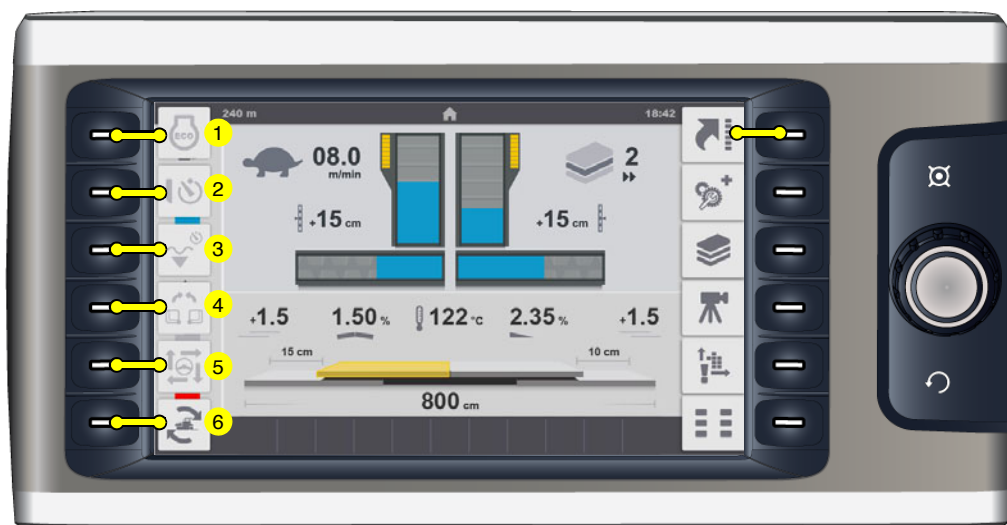 240 m 18:42
ECO 1
08.0 m/min 2
2
3
+15 cm +15 cm
4
+1.5 1.50 % 122 °C 2.35 % +1.5
15 cm 10 cm
5
800 cm
6